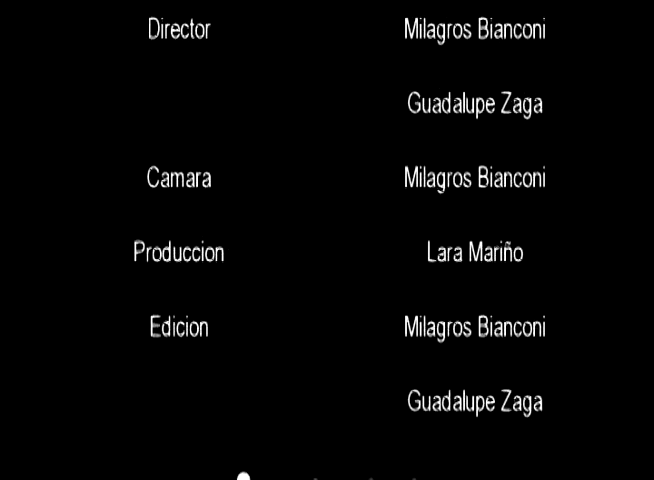 Director Milagros Bianconi
Guadalupe Zaga
Camara Milagros Bianconi
Produccion Lara Mariño
Edicion Milagros Bianconi
Guadalupe Zaga